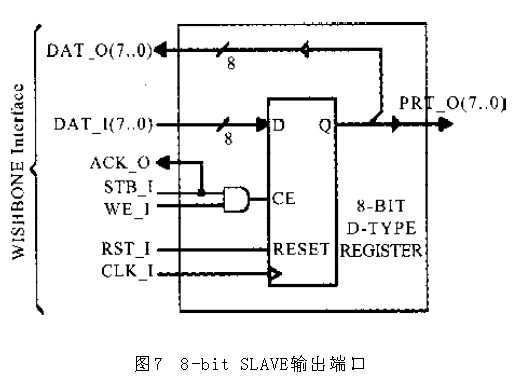 WISHBONE Interface
DAT_O(7..0)
8
PRT_O(7..0)
DAT_I(7..0)
8
D
Q
ACK_O
STB_I
WE_I
CE
8-BIT
D-TYPE
REGISTER
RST_I
RESET
CLK_I
图7 8-bit SLAVE输出端口